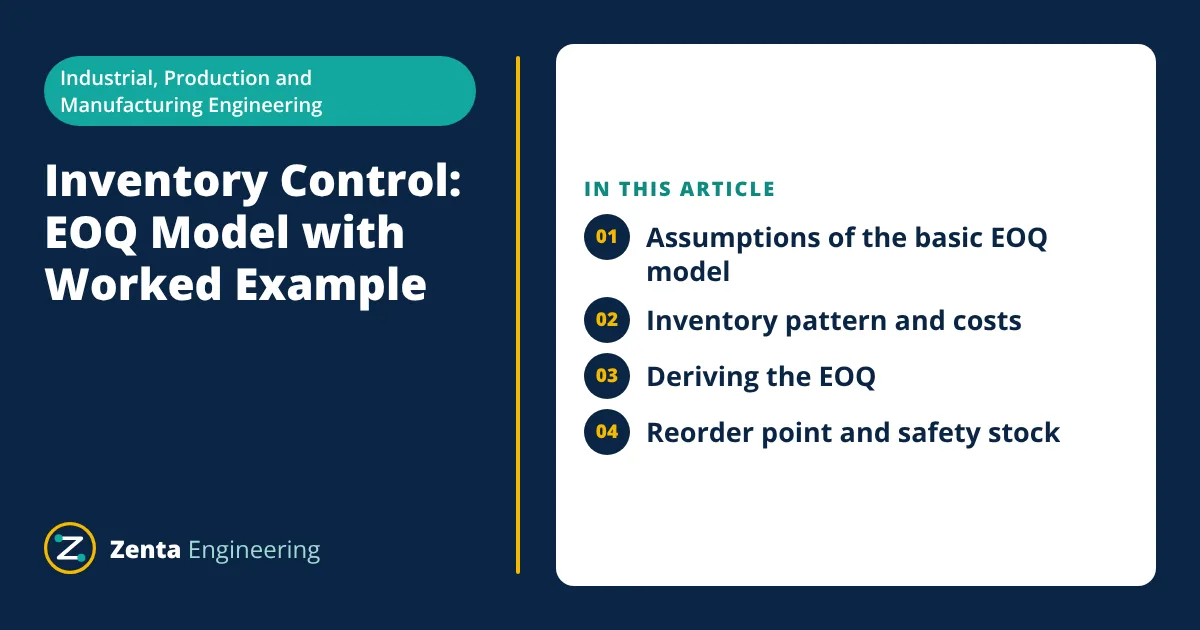 Industrial, Production and
Manufacturing Engineering
Inventory Control:
EOQ Model with
Worked Example
Zenta Engineering
IN THIS ARTICLE
01 Assumptions of the basic EOQ
model
02 Inventory pattern and costs
03 Deriving the EOQ
04 Reorder point and safety stock